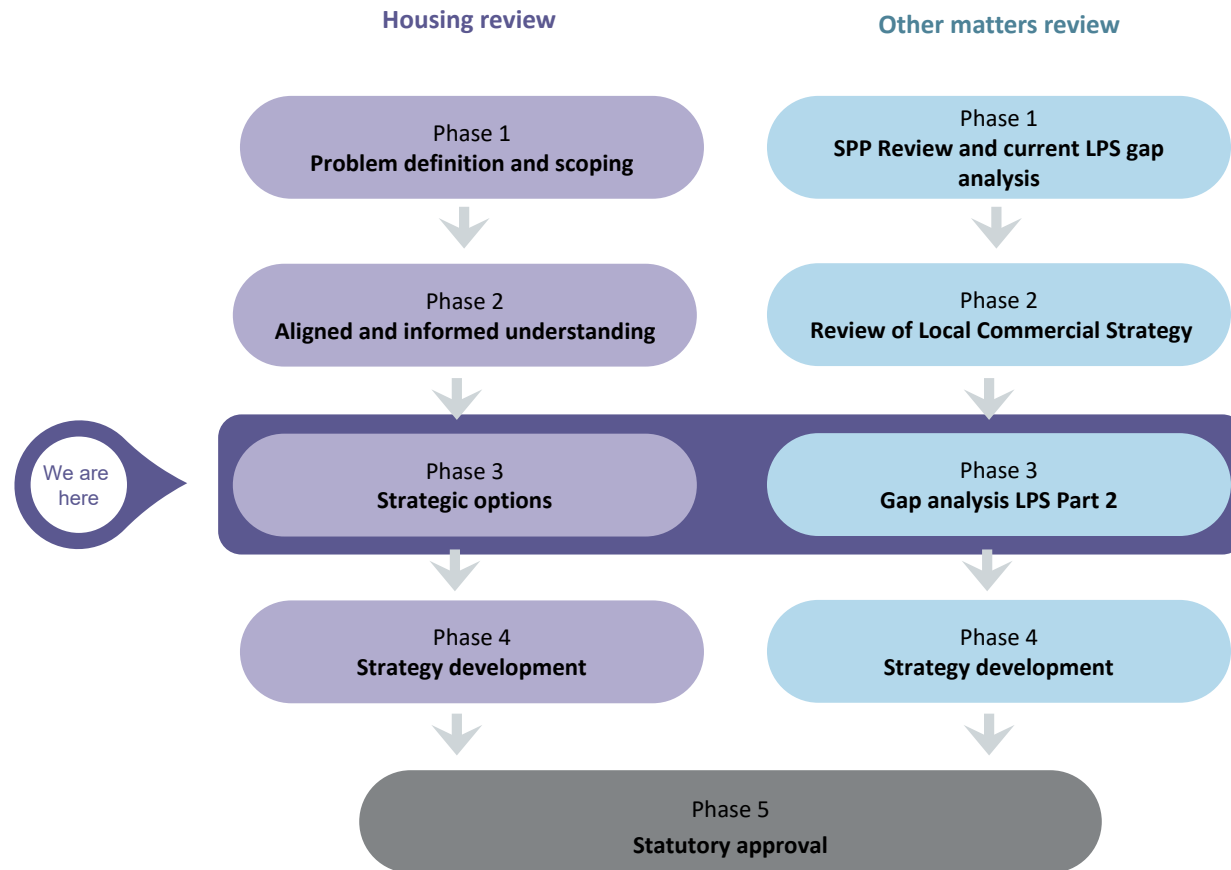 Housing review
Other matters review
Phase 1
Problem definition and scoping
Phase 1
SPP Review and current LPS gap
analysis
Phase 2
Aligned and informed understanding
Phase 2
Review of Local Commercial Strategy
We are
here
Phase 3
Strategic options
Phase 3
Gap analysis LPS Part 2
Phase 4
Strategy development
Phase 4
Strategy development
Phase 5
Statutory approval